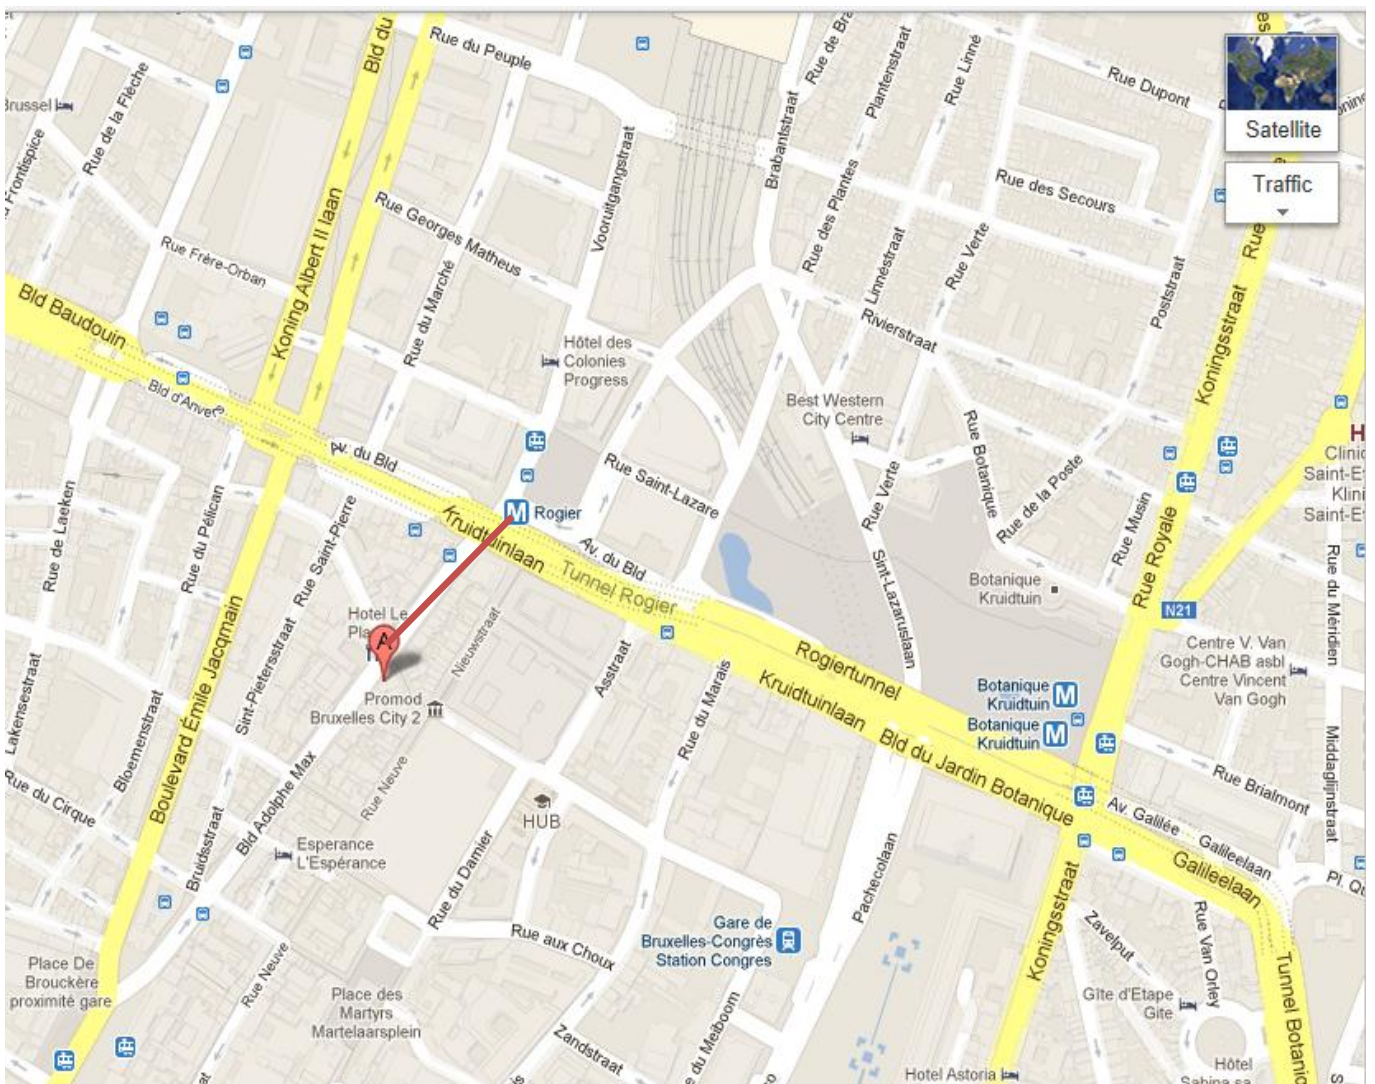 Bld du
Rue du Peuple
Rue de Bra
Plantenstraat
Rue Linné
Rue Dupont
Satellite
Traffic
Brussel
Rue de la Flèche
Frontispice
Koning Albert II laan
Vooruitgangstraat
Brabantstraat
Rue des Plantes
Rue des Secours
Rue
Rue Georges Matheus
Rue Frère-Orban
Rue du Marché
Linnéstraat
Rue Verte
Poststraat
Koningsstraat
Bld Baudouin
Rivierstraat
Hôtel des
Colonies
Progress
Bld d'Anvers
Best Western
City Centre
Av. du Bld
Rue Saint-Lazare
Rue Botanique
Rue de la Poste
H
Clinic
Saint-E
Klini
Saint-E
Rue de Laeken
Rue du Pélican
Rue Saint-Pierre
M Rogier
Kruidtuinlaan
Av. du Bld
Tunnel Rogier
Rue Verte
Sint-Lazaruslaan
Rue Musin
Rue Royale
Botanique
Kruidtuin
N21
Rue du Méridien
Hotel Le
Pla
A
Nieuwstraat
Asstraat
Rue du Marais
Rogiertunnel
Kruidtuinlaan
Centre V. Van
Gogh-CHAB asbl
Centre Vincent
Van Gogh
Lakensestraat
Bloemenstraat
Boulevard Émile Jacqmain
Sint-Pietersstraat
Promod
Bruxelles City 2
Botanique
Kruidtuin M
Botanique
Kruidtuin M
Bld du Jardin Botanique
Middaglijnstraat
Rue Brialmont
Rue du Cirque
Bld Adolphe Max
Rue Neuve
HUB
Av. Galilée
Galileelaan
Galileelaan
Pl. Qu
Bruidsstraat
Esperance
L'Espérance
Rue du Damier
Pachecolaan
Koningsstraat
Zavelput
Rue Van Orley
Rue aux Choux
Gare de
Bruxelles-Congrès
Station Congres
Place De
Brouckère
proximité gare
Rue Neuve
Place des
Martyrs
Martelaarsplein
Zandstraat
du Meiboom
Gîte d'Etape
Gite
Tunnel Botani
Hotel Astoria
Hôtel
Sabina sa